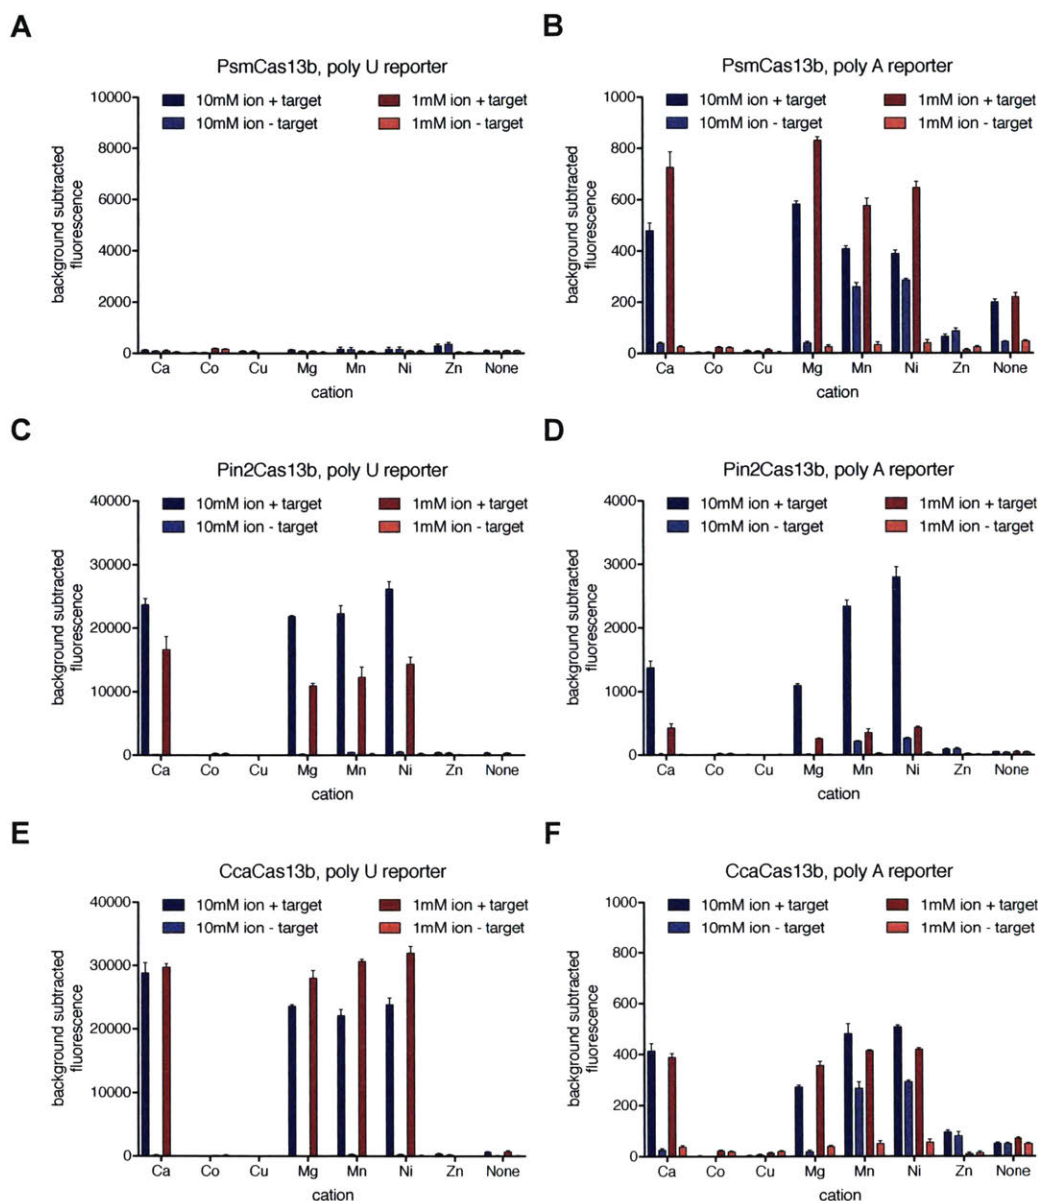 A
PsmCas13b, poly U reporter
10mM ion + target
1mM ion + target
10mM ion - target
1mM ion - target
10000
8000
6000
4000
2000
0
background subtracted
fluorescence
Ca Co Cu Mg Mn Ni Zn None
cation
B
PsmCas13b, poly A reporter
10mM ion + target
1mM ion + target
10mM ion - target
1mM ion - target
1000
800
600
400
200
0
background subtracted
fluorescence
Ca Co Cu Mg Mn Ni Zn None
cation
C
Pin2Cas13b, poly U reporter
10mM ion + target
1mM ion + target
10mM ion - target
1mM ion - target
40000
30000
20000
10000
0
background subtracted
fluorescence
Ca Co Cu Mg Mn Ni Zn None
cation
D
Pin2Cas13b, poly A reporter
10mM ion + target
1mM ion + target
10mM ion - target
1mM ion - target
4000
3000
2000
1000
0
background subtracted
fluorescence
Ca Co Cu Mg Mn Ni Zn None
cation
E
CcaCas13b, poly U reporter
10mM ion + target
1mM ion + target
10mM ion - target
1mM ion - target
40000
30000
20000
10000
0
background subtracted
fluorescence
Ca Co Cu Mg Mn Ni Zn None
cation
F
CcaCas13b, poly A reporter
10mM ion + target
1mM ion + target
10mM ion - target
1mM ion - target
1000
800
600
400
200
0
background subtracted
fluorescence
Ca Co Cu Mg Mn Ni Zn None
cation